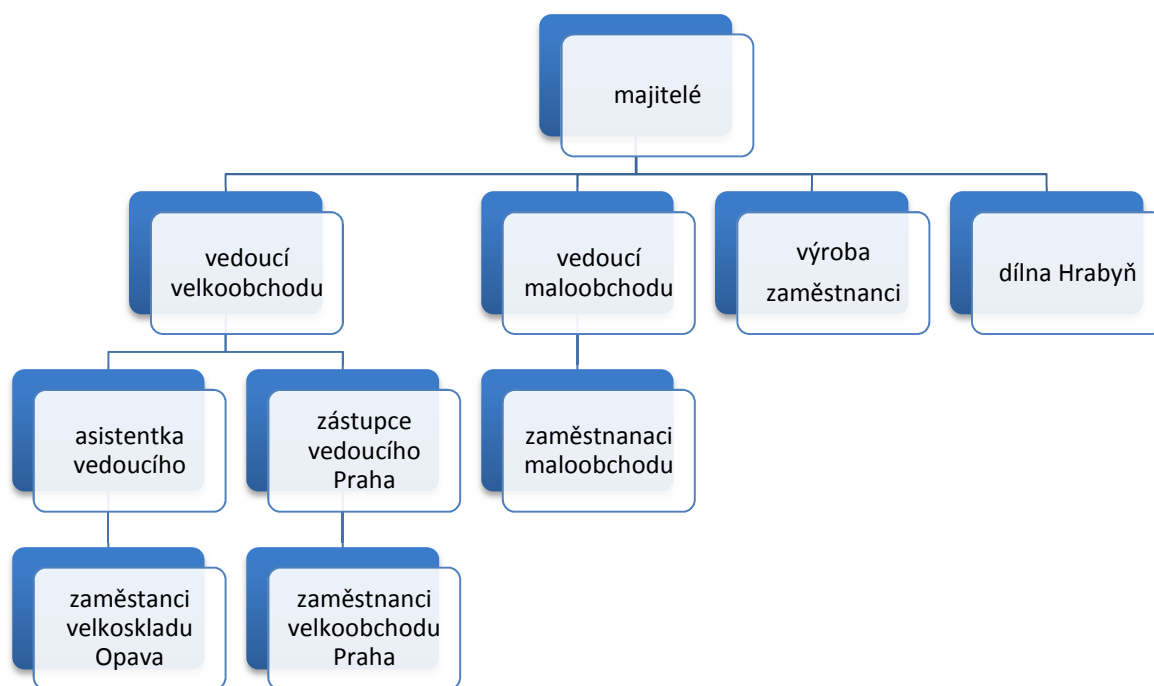 majitelé
vedoucí
velkoobchodu
vedoucí
maloobchodu
výroba
zaměstnanci
dílna Hrabyň
asistentka
vedoucího
zástupce
vedoucího
Praha
zaměstnanaci
maloobchodu
zaměstanci
velkoskladu
Opava
zaměstnanci
velkoobchodu
Praha